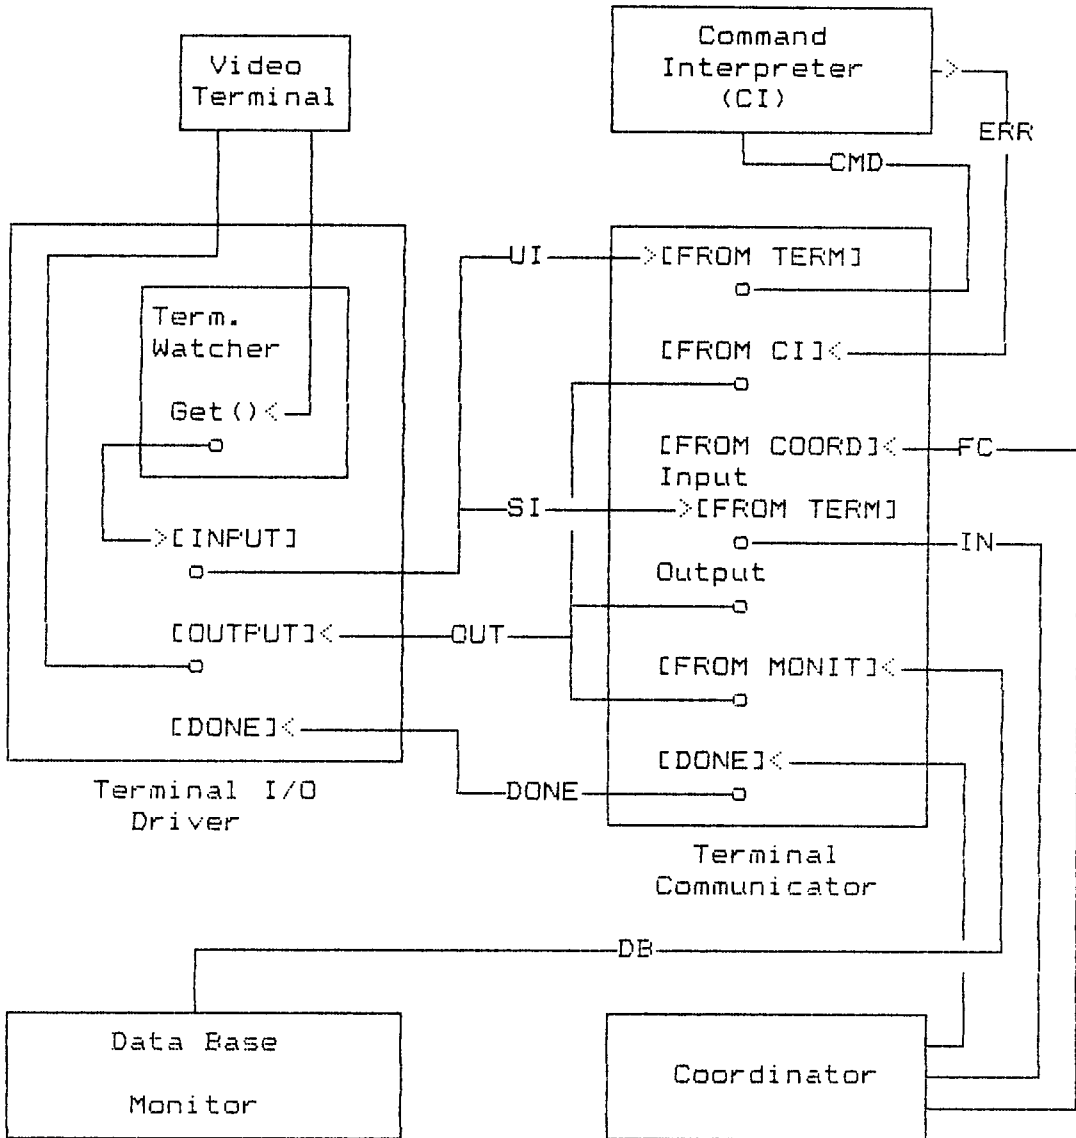 Video
Terminal
Command
Interpreter
(CI)
ERR
CMD
UI
>[FROM TERM]
Term.
Watcher
[FROM CI]<
Get()<
[FROM COORD]<
FC
Input
SI
>[FROM TERM]
>[INPUT]
IN
Output
[OUTPUT]<
OUT
[FROM MONIT]<
[DONE]<
[DONE]<
Terminal I/O
Driver
DONE
Terminal
Communicator
DB
Data Base
Monitor
Coordinator